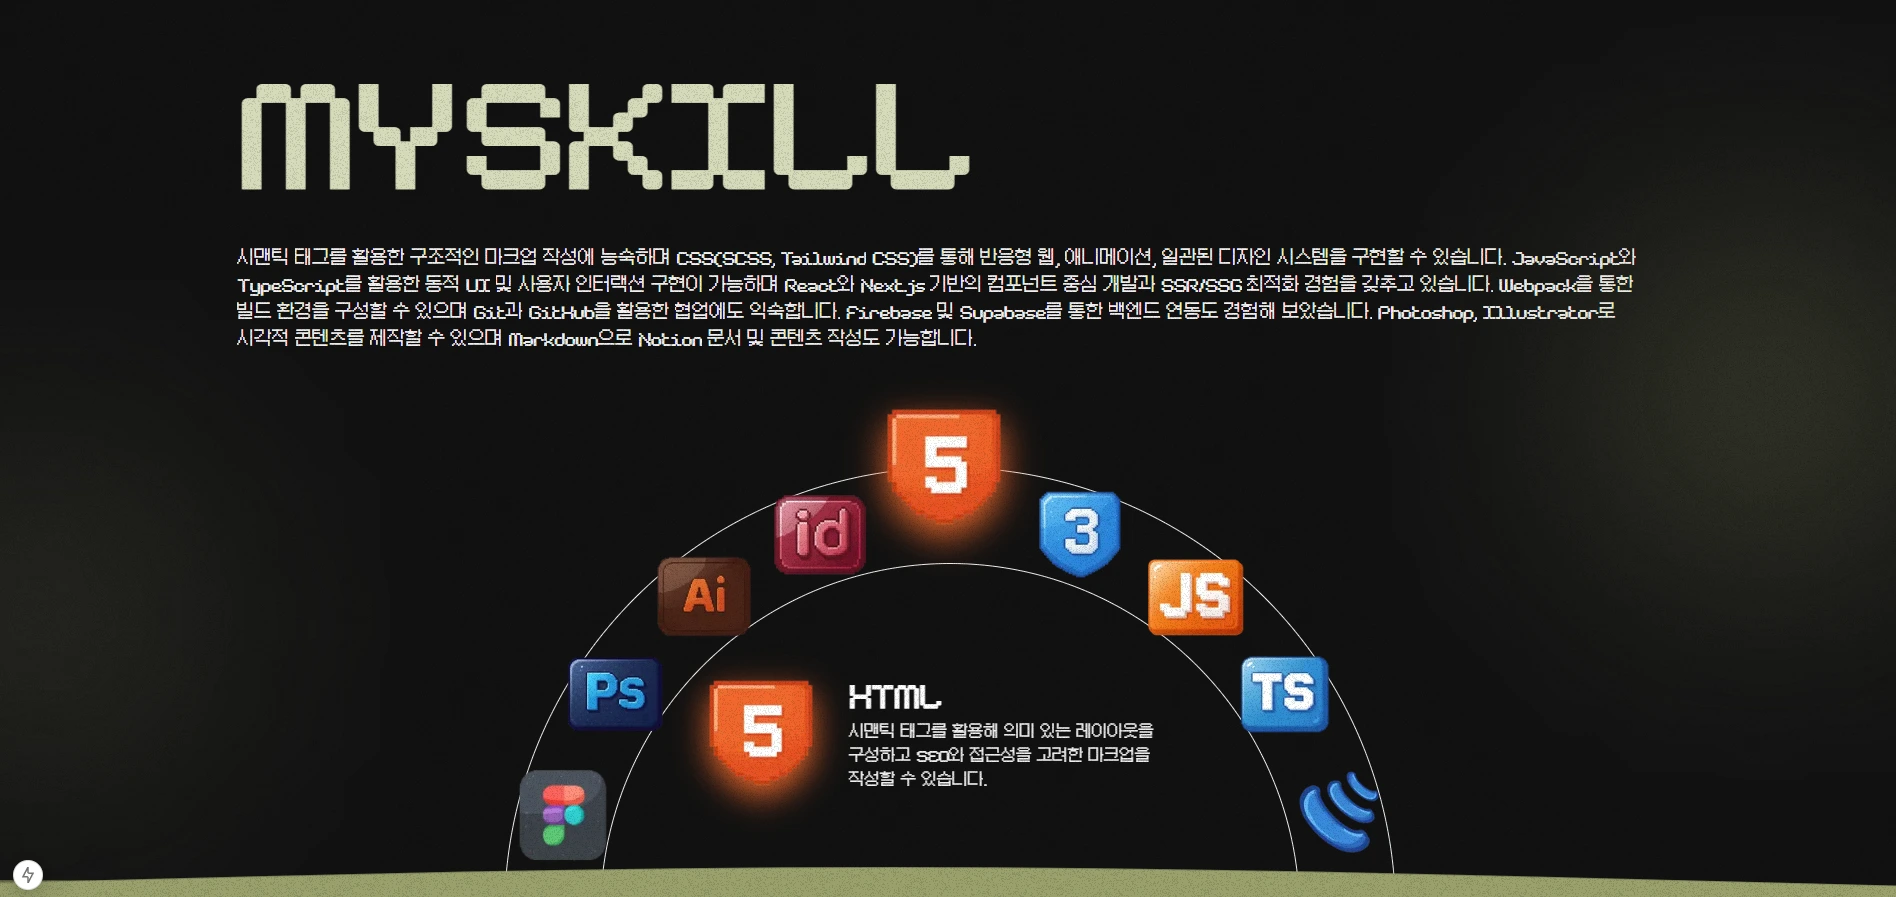 MYSKILL
시맨틱 태그를 활용한 구조적인 마크업 작성에 능숙하며 CSS(SCSS, Tailwind CSS)를 통해 반응형 웹, 애니메이션, 일관된 디자인 시스템을 구현할 수 있습니다. JavaScript와
TypeScript를 활용한 동적 UI 및 사용자 인터랙션 구현이 가능하며 React와 Next.js 기반의 컴포넌트 중심 개발과 SSR/SSG 최적화 경험을 갖추고 있습니다. Webpack을 통한
빌드 환경을 구성할 수 있으며 Git과 GitHub을 활용한 협업에도 익숙합니다. Firebase 및 Supabase를 통한 백엔드 연동도 경험해 보았습니다. Photoshop, Illustrator로
시각적 콘텐츠를 제작할 수 있으며 Markdown으로 Notion 문서 및 콘텐츠 작성도 가능합니다.
5
id
3
Ai
JS
Ps
TS
5
HTML
시맨틱 태그를 활용해 의미 있는 레이아웃을
구성하고 SEO와 접근성을 고려한 마크업을
작성할 수 있습니다.